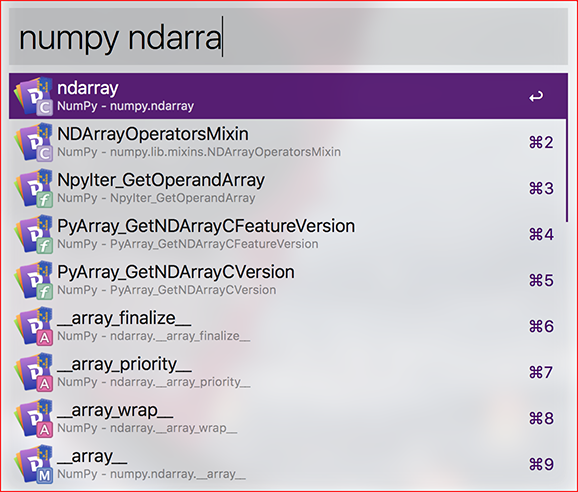 numpy ndarra
ndarray
NumPy - numpy.ndarray
↩
C
NDArrayOperatorsMixin
NumPy - numpy.lib.mixins.NDArrayOperatorsMixin
⌘2
C
NpyIter_GetOperandArray
NumPy - NpyIter_GetOperandArray
⌘3
f
PyArray_GetNDArrayCFeatureVersion
NumPy - PyArray_GetNDArrayCFeatureVersion
⌘4
f
PyArray_GetNDArrayCVersion
NumPy - PyArray_GetNDArrayCVersion
⌘5
f
__array_finalize__
NumPy - ndarray.__array_finalize__
⌘6
A
__array_priority__
NumPy - ndarray.__array_priority__
⌘7
A
__array_wrap__
NumPy - ndarray.__array_wrap__
⌘8
A
__array__
NumPy - numpy.ndarray.__array__
⌘9
M